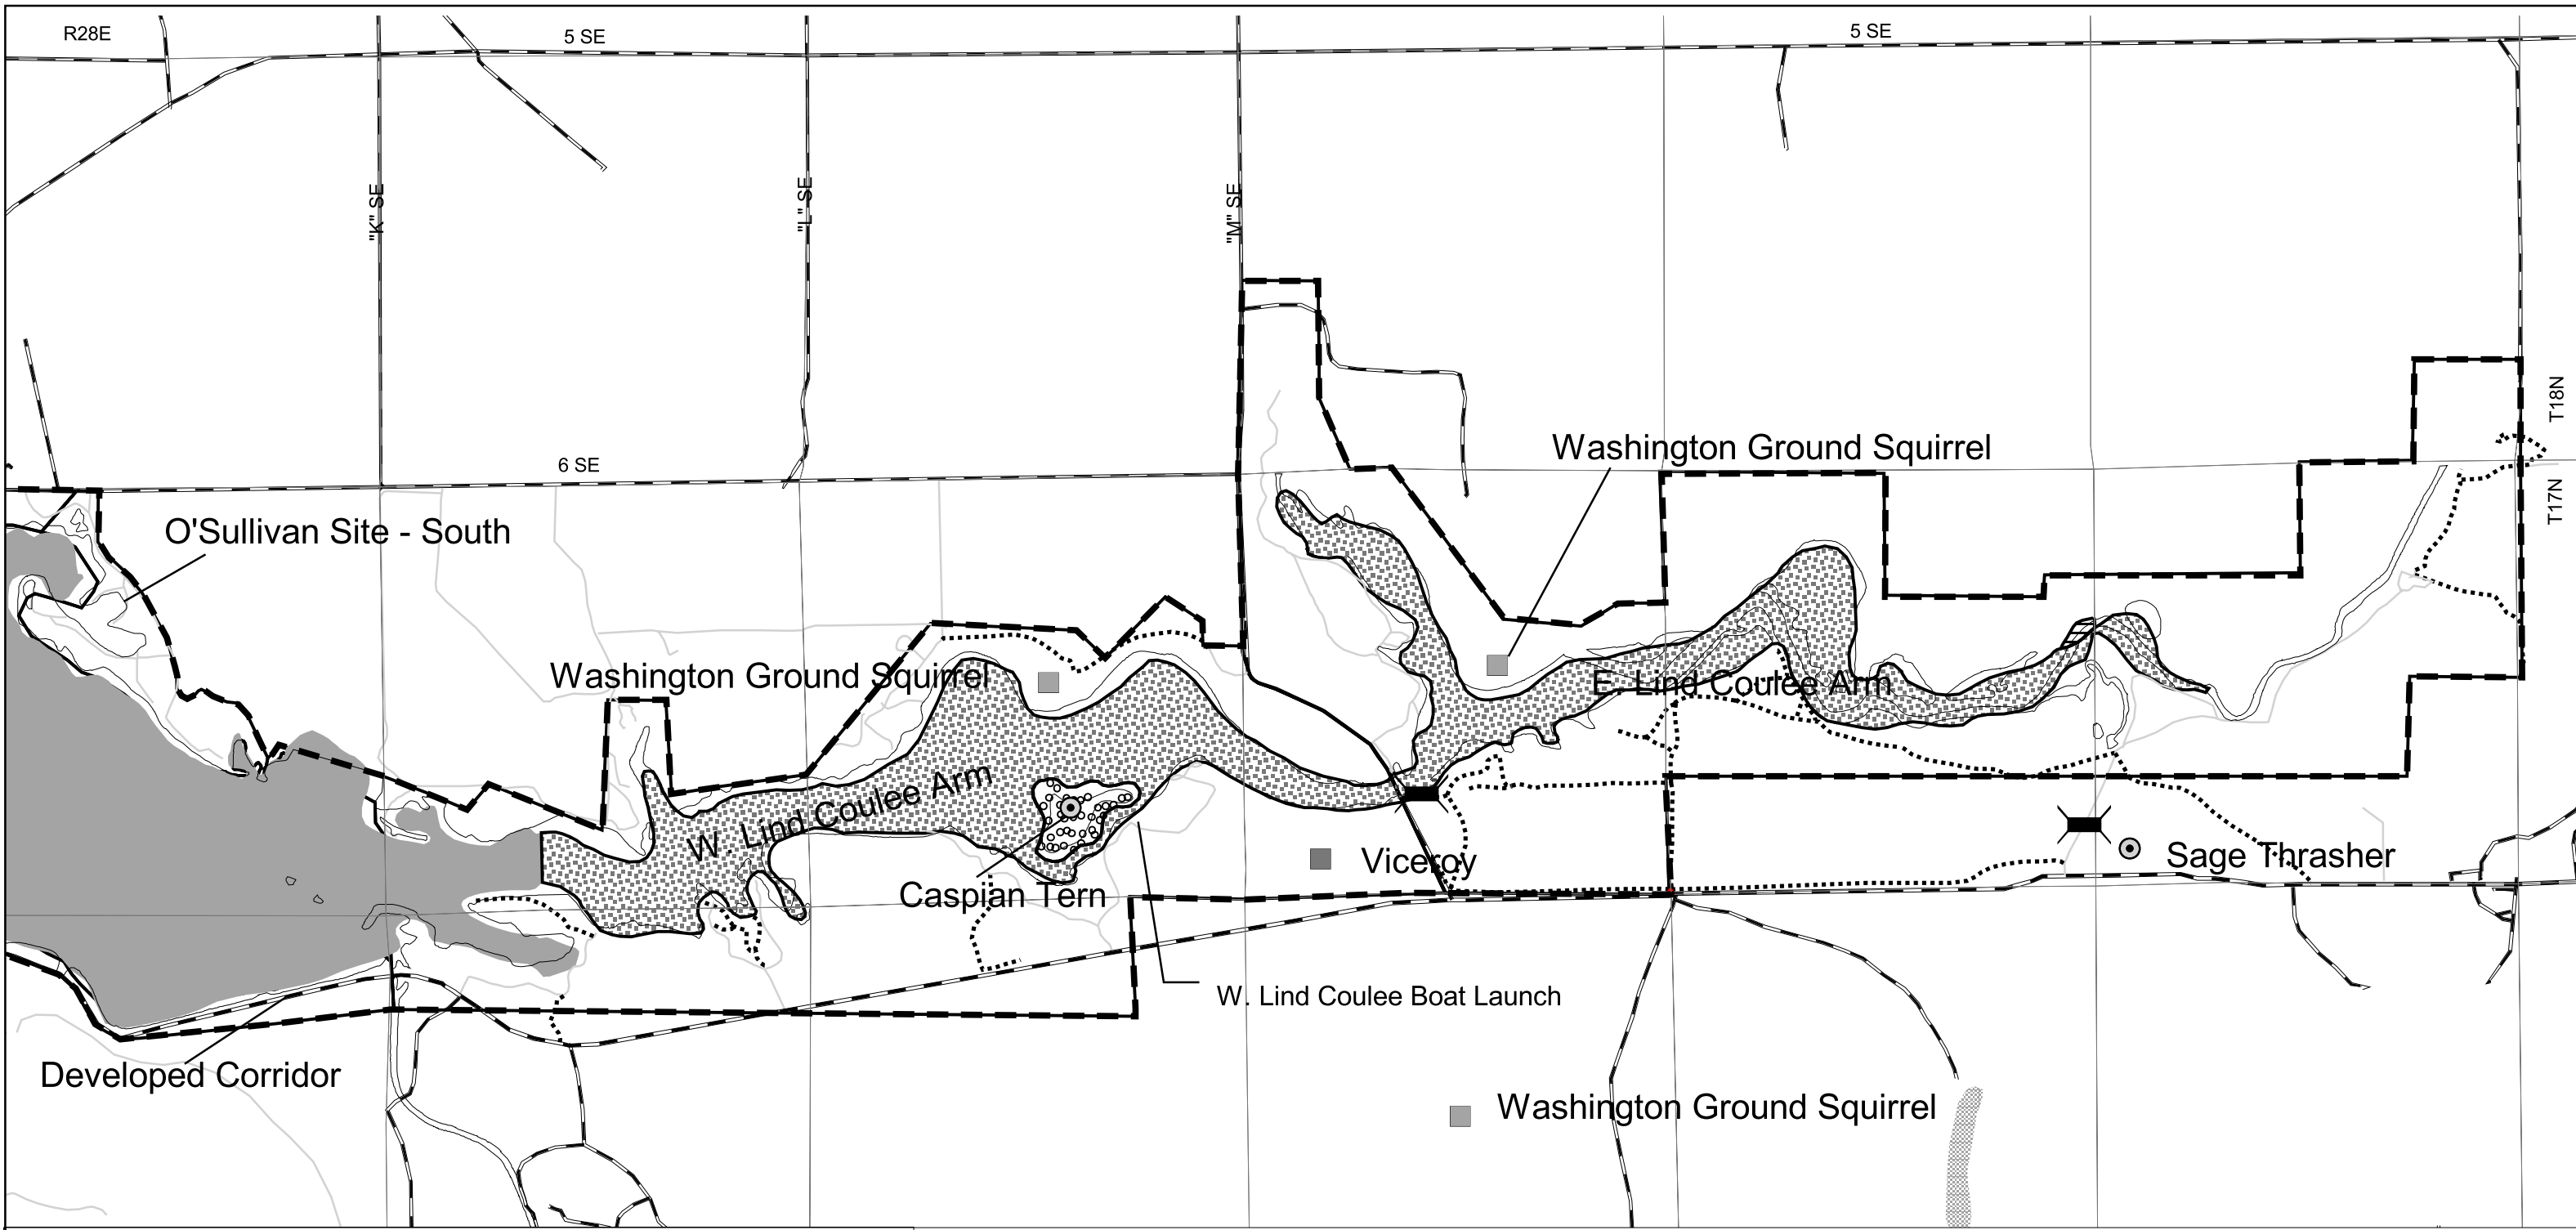 R28E
5 SE
5 SE
"K" SE
"L" SE
"M" SE
T18N
Washington Ground Squirrel
6 SE
T17N
O'Sullivan Site - South
Washington Ground Squirrel
E. Lind Coulee Arm
W. Lind Coulee Arm
Viceroy
Sage Thrasher
Caspian Tern
W. Lind Coulee Boat Launch
Developed Corridor
Washington Ground Squirrel